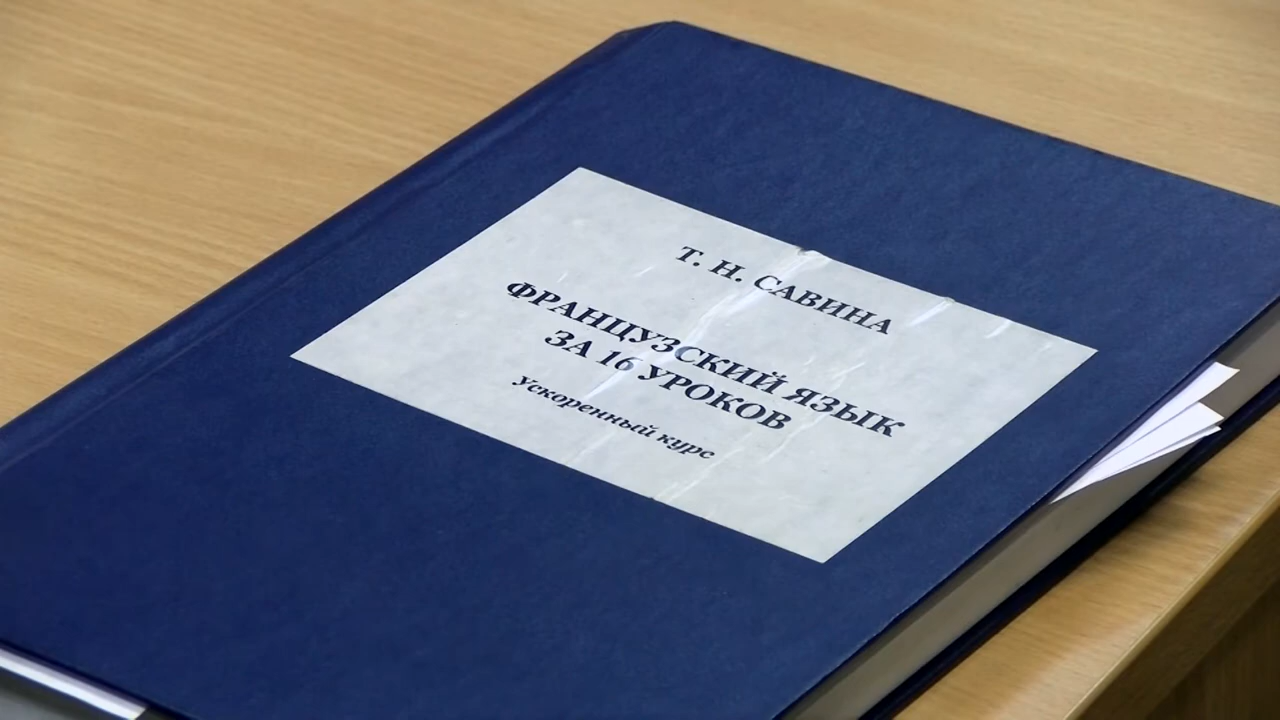 Т. Н. САВИНА
ФРАНЦУЗСКИЙ ЯЗЫК
ЗА 16 УРОКОВ
Ускоренный курс